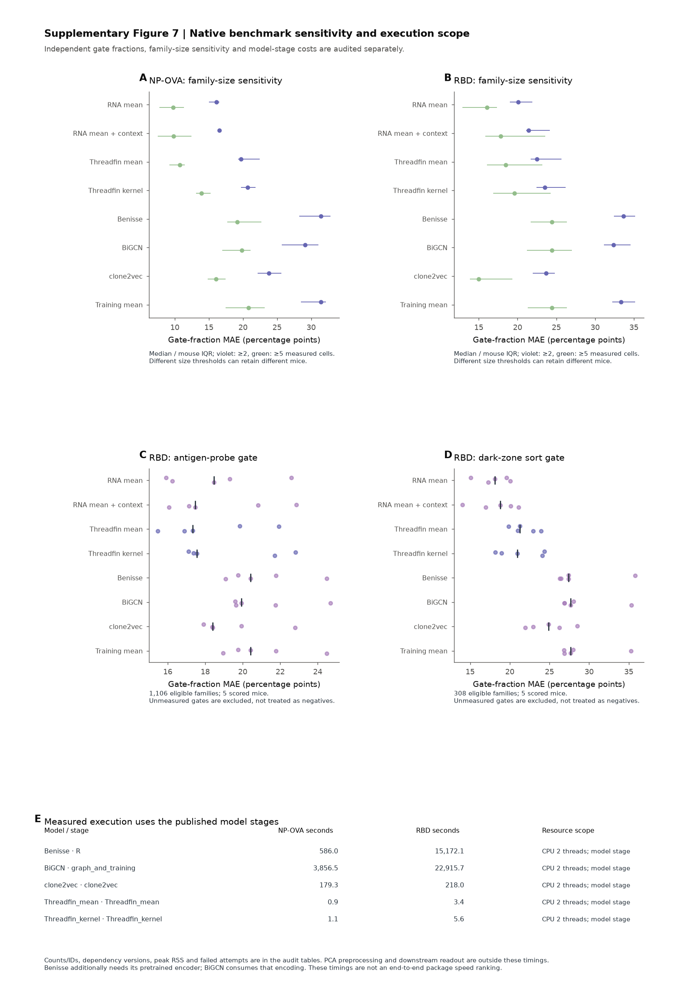 Supplementary Figure 7 | Native benchmark sensitivity and execution scope
Independent gate fractions, family-size sensitivity and model-stage costs are audited separately.
A NP-OVA: family-size sensitivity
RNA mean
RNA mean + context
Threadfin mean
Threadfin kernel
Benisse
BiGCN
clone2vec
Training mean
10 15 20 25 30
Gate-fraction MAE (percentage points)
Median / mouse IQR; violet: ≥2, green: ≥5 measured cells.
Different size thresholds can retain different mice.
B RBD: family-size sensitivity
RNA mean
RNA mean + context
Threadfin mean
Threadfin kernel
Benisse
BiGCN
clone2vec
Training mean
15 20 25 30 35
Gate-fraction MAE (percentage points)
Median / mouse IQR; violet: ≥2, green: ≥5 measured cells.
Different size thresholds can retain different mice.
C RBD: antigen-probe gate
RNA mean
RNA mean + context
Threadfin mean
Threadfin kernel
Benisse
BiGCN
clone2vec
Training mean
16 18 20 22 24
Gate-fraction MAE (percentage points)
1,106 eligible families; 5 scored mice.
Unmeasured gates are excluded, not treated as negatives.
D RBD: dark-zone sort gate
RNA mean
RNA mean + context
Threadfin mean
Threadfin kernel
Benisse
BiGCN
clone2vec
Training mean
15 20 25 30 35
Gate-fraction MAE (percentage points)
308 eligible families; 5 scored mice.
Unmeasured gates are excluded, not treated as negatives.
E Measured execution uses the published model stages
Model / stage NP-OVA seconds RBD seconds Resource scope
Benisse · R 586.0 15,172.1 CPU 2 threads; model stage
BiGCN · graph_and_training 3,856.5 22,915.7 CPU 2 threads; model stage
clone2vec · clone2vec 179.3 218.0 CPU 2 threads; model stage
Threadfin_mean · Threadfin_mean 0.9 3.4 CPU 2 threads; model stage
Threadfin_kernel · Threadfin_kernel 1.1 5.6 CPU 2 threads; model stage
Counts/IDs, dependency versions, peak RSS and failed attempts are in the audit tables. PCA preprocessing and downstream readout are outside these timings.
Benisse additionally needs its pretrained encoder; BiGCN consumes that encoding. These timings are not an end-to-end package speed ranking.